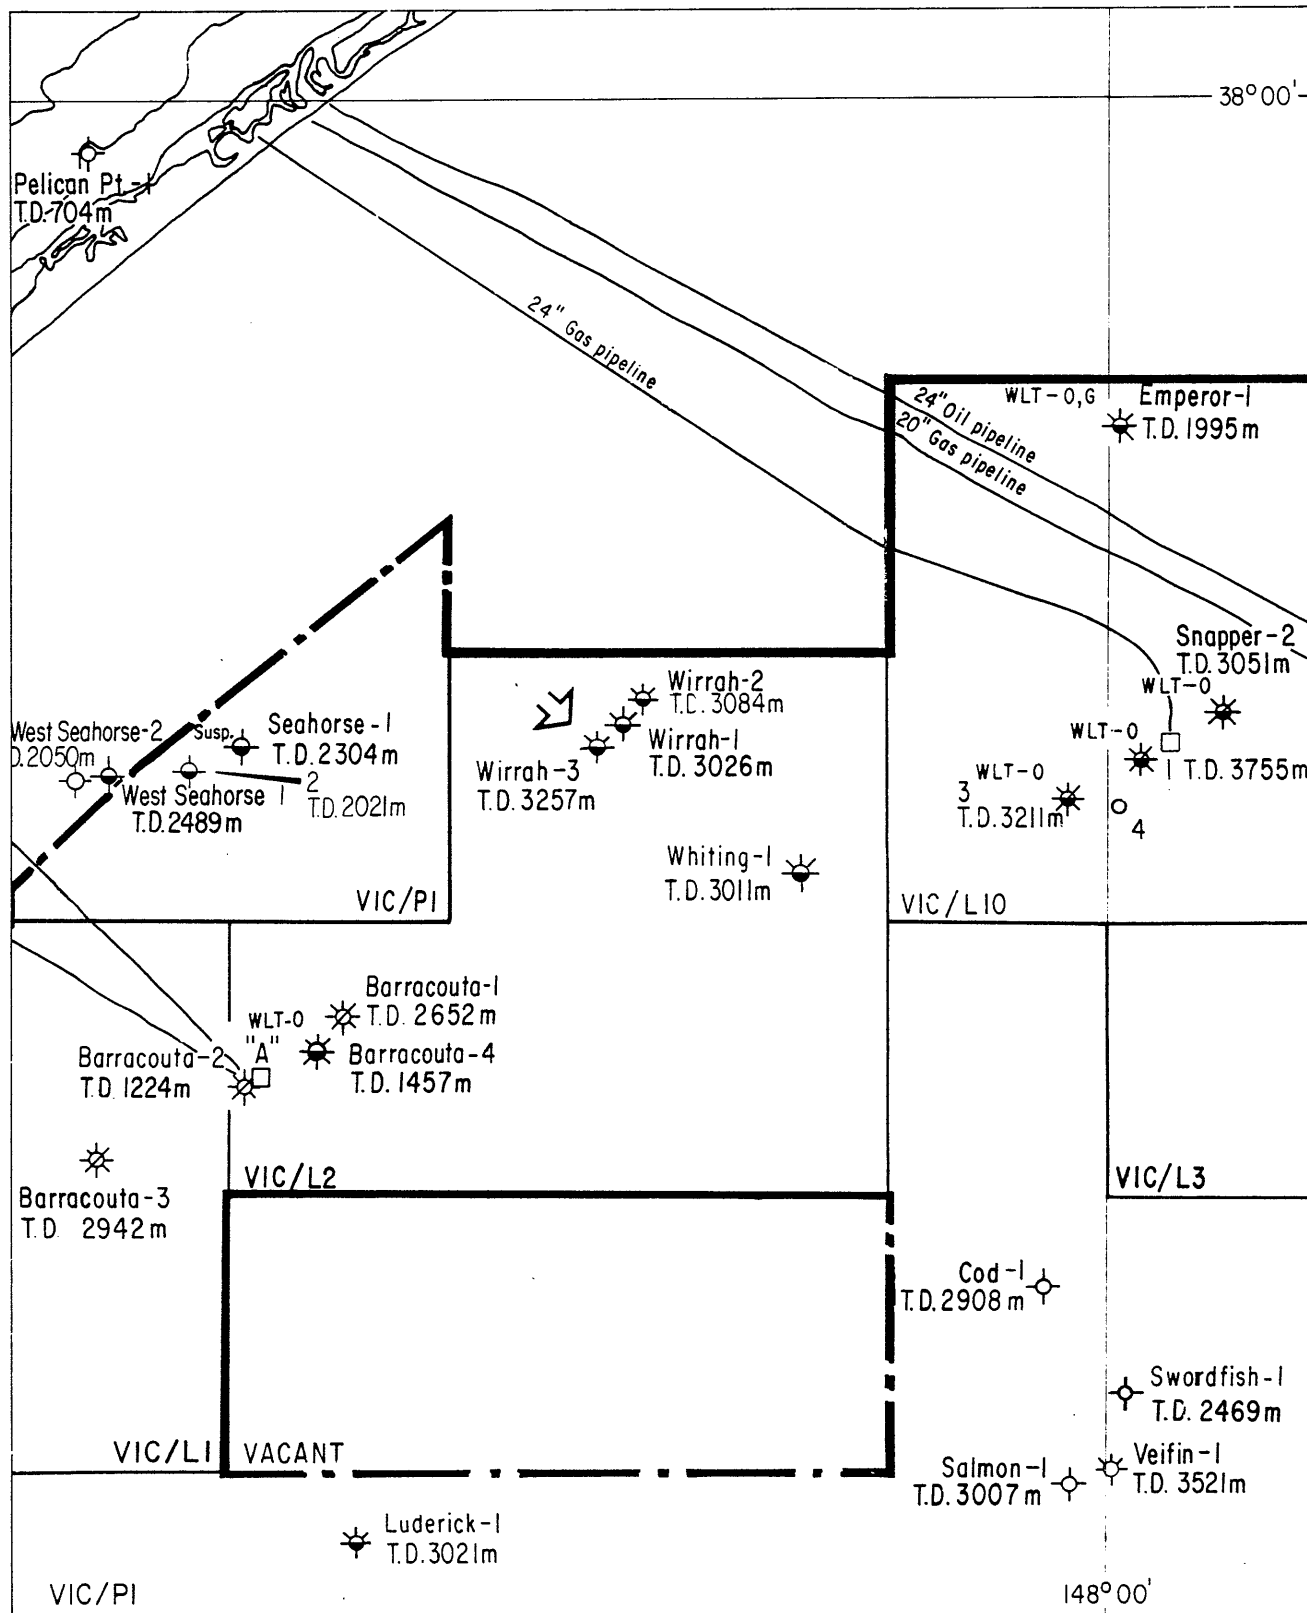 38°00'
Pelican Pt.-1
T.D. 704m
24" Gas pipeline
24" Oil pipeline
20" Gas pipeline
WLT-O,G
Emperor-1
T.D. 1995m
Snapper-2
T.D. 3051m
WLT-O
WLT-O
1 T.D. 3755m
WLT-O
3
T.D. 3211m
4
West Seahorse-2
D. 2050m
Susp.
Seahorse-1
T.D. 2304m
West Seahorse 1
T.D. 2489m
2
T.D. 2021m
Wirrah-2
T.D. 3084m
Wirrah-1
T.D. 3026m
Wirrah-3
T.D. 3257m
Whiting-1
T.D. 3011m
VIC/P1
VIC/L10
Barracouta-1
T.D. 2652m
WLT-O
"A"
Barracouta-2
T.D. 1224m
Barracouta-4
T.D. 1457m
Barracouta-3
T.D. 2942m
VIC/L2
VIC/L3
Cod-1
T.D. 2908m
Swordfish-1
T.D. 2469m
VIC/L1
VACANT
Salmon-1
T.D. 3007m
Veifin-1
T.D. 3521m
Luderick-1
T.D. 3021m
VIC/P1
148°00'